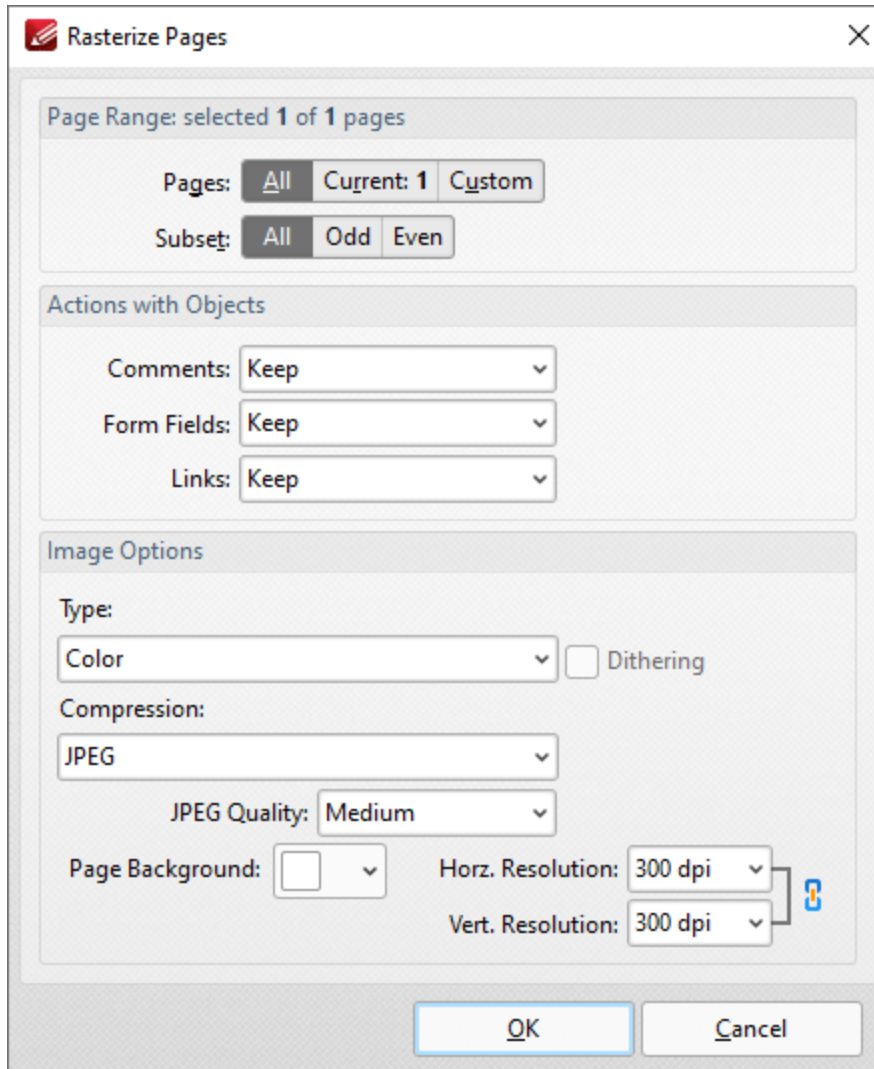 Rasterize Pages
Page Range: selected 1 of 1 pages
Pages: All Current: 1 Custom
Subset: All Odd Even
Actions with Objects
Comments: Keep
Form Fields: Keep
Links: Keep
Image Options
Type:
Color Dithering
Compression:
JPEG
JPEG Quality: Medium
Page Background: Horz. Resolution: 300 dpi
Vert. Resolution: 300 dpi
OK Cancel